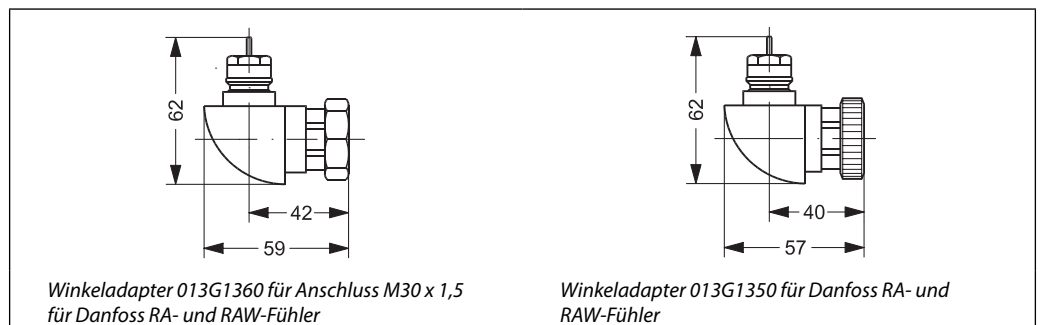 62
42
59
Winkeladapter 013G1360 für Anschluss M30 x 1,5
für Danfoss RA- und RAW-Fühler
62
40
57
Winkeladapter 013G1350 für Danfoss RA- und
RAW-Fühler